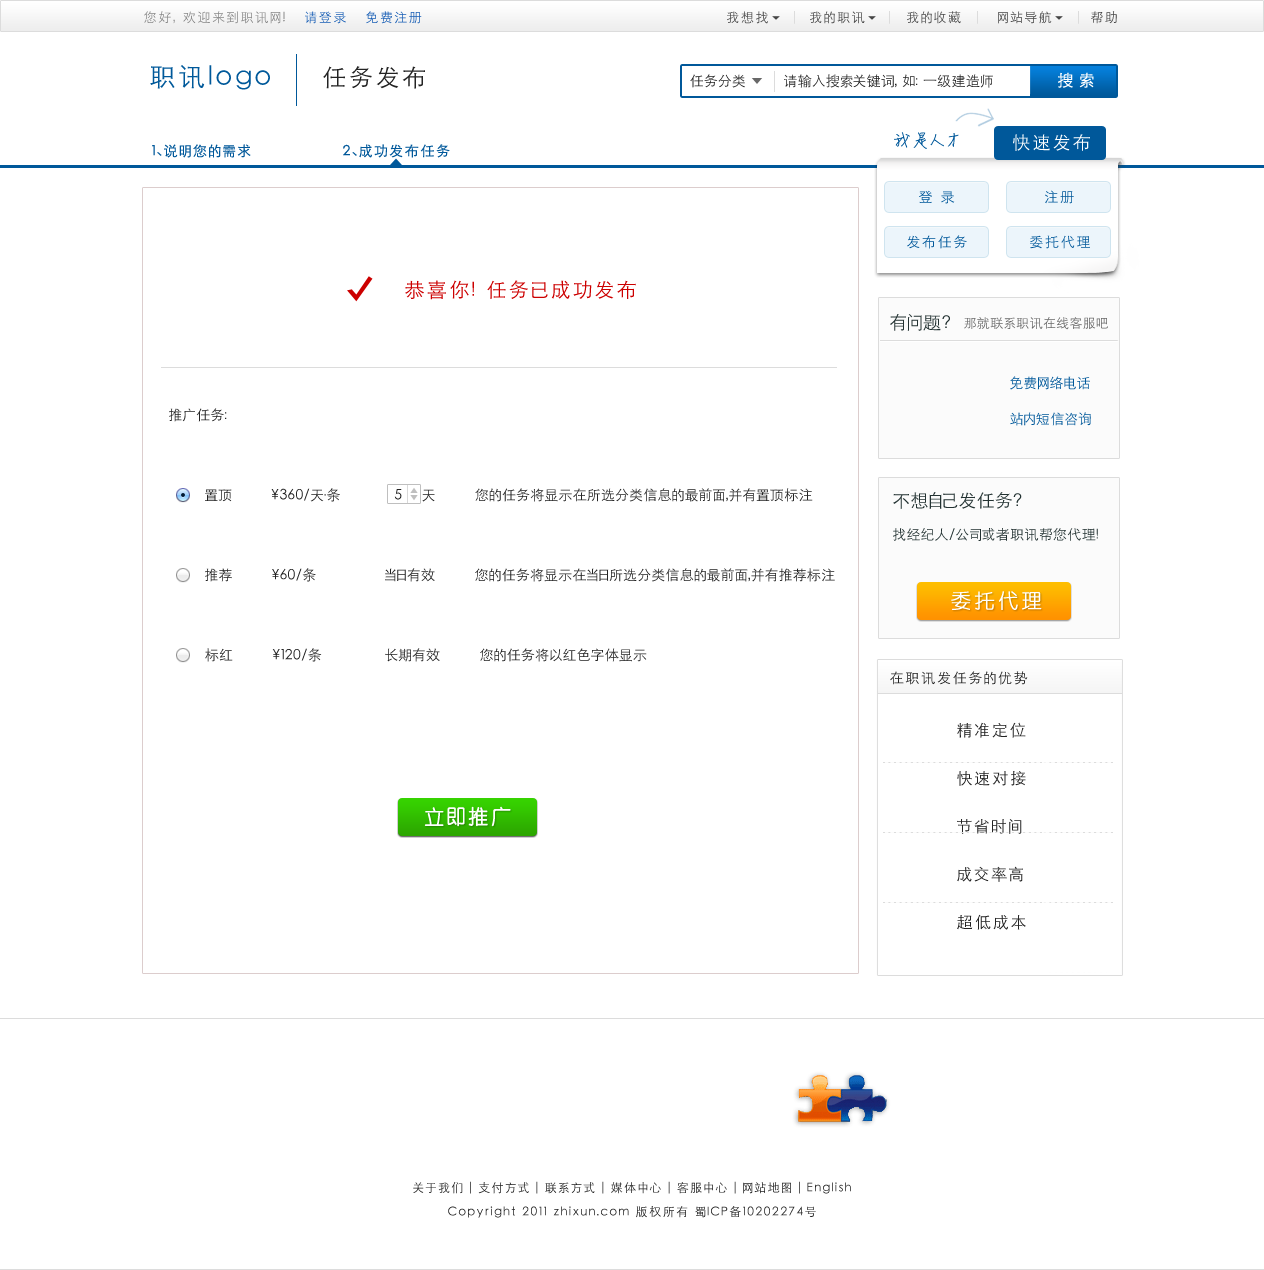 您好, 欢迎来到职讯网! 请登录 免费注册 我想找 我的职讯 我的收藏 网站导航 帮助
职讯logo 任务发布 任务分类 请输入搜索关键词, 如: 一级建造师 搜 索
1、说明您的需求 2、成功发布任务 我是人才 快速发布
登 录 注册
发布任务 委托代理
恭喜你! 任务已成功发布
有问题? 那就联系职讯在线客服吧
免费网络电话
站内短信咨询
推广任务:
置顶 ¥360/天·条 5 天 您的任务将显示在所选分类信息的最前面,并有置顶标注
不想自己发任务?
找经纪人/公司或者职讯帮您代理!
推荐 ¥60/条 当日有效 您的任务将显示在当日所选分类信息的最前面,并有推荐标注
委托代理
标红 ¥120/条 长期有效 您的任务将以红色字体显示
在职讯发任务的优势
精准定位
快速对接
节省时间
成交率高
超低成本
立即推广
关于我们 | 支付方式 | 联系方式 | 媒体中心 | 客服中心 | 网站地图 | English
Copyright 2011 zhixun.com 版权所有 蜀ICP备10202274号